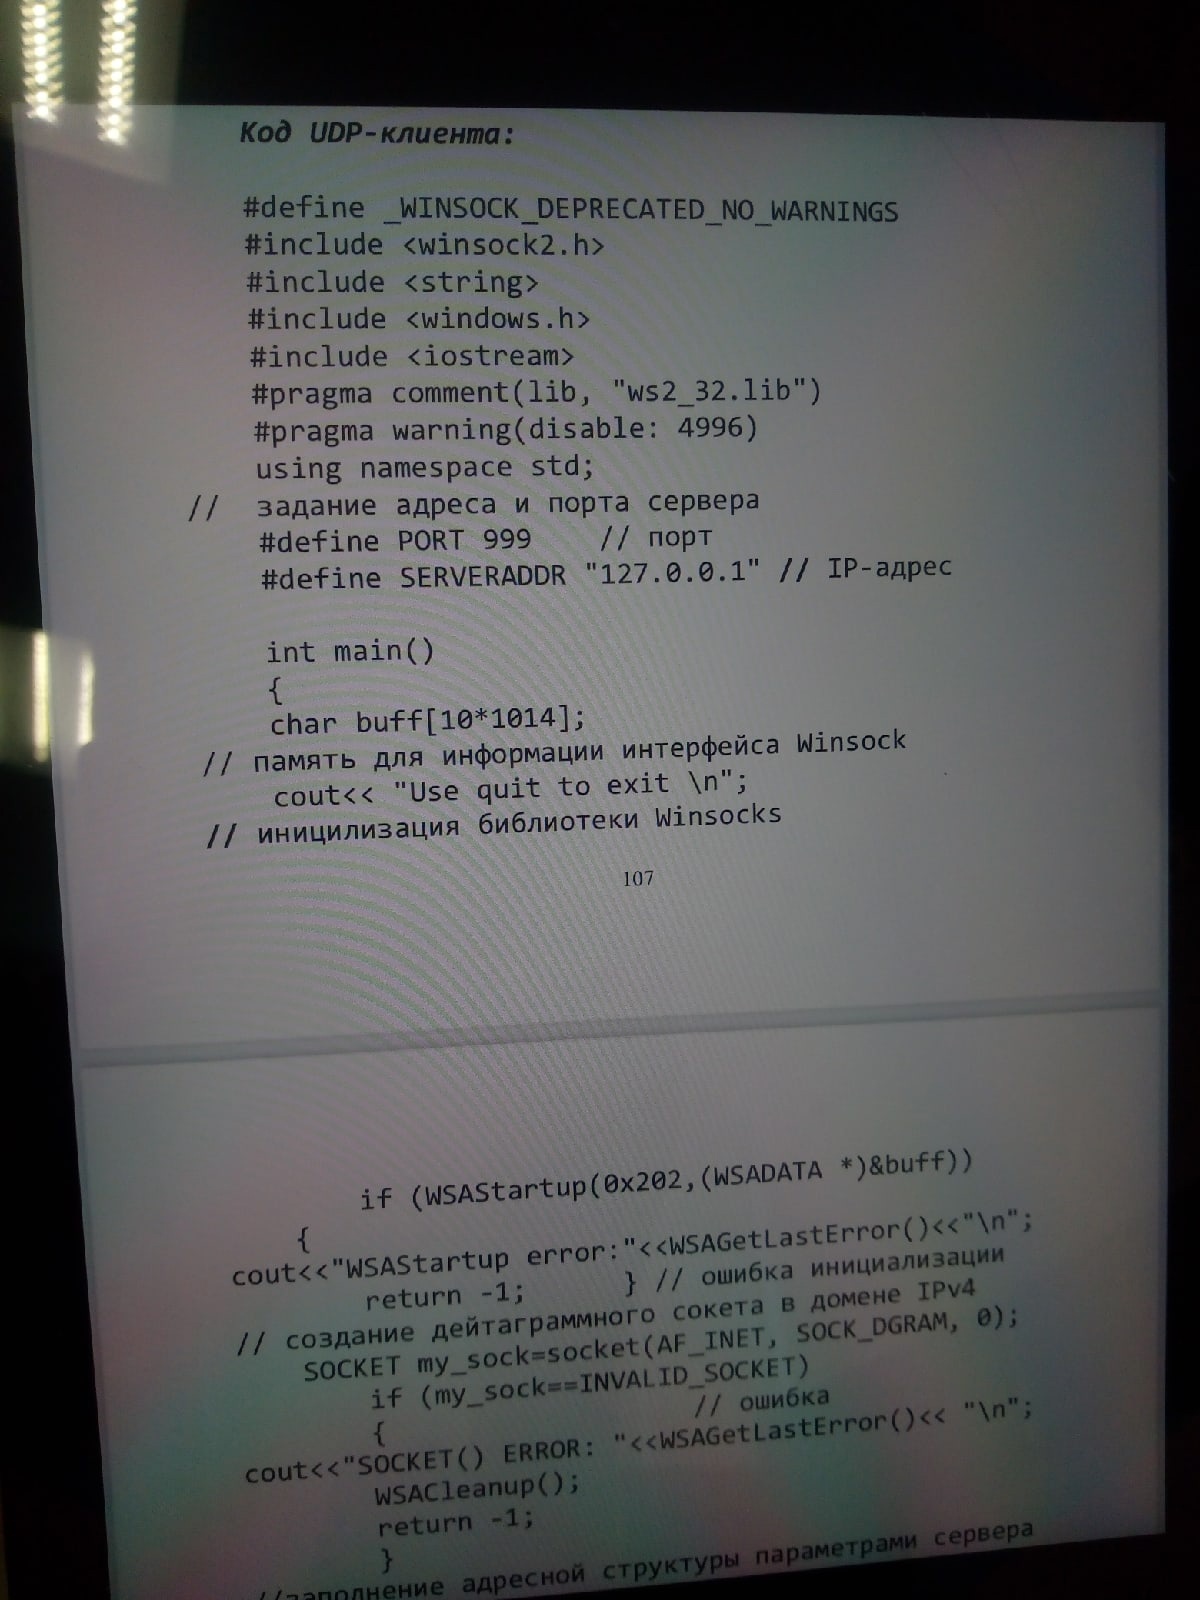 Код UDP-клиента:
#define _WINSOCK_DEPRECATED_NO_WARNINGS
#include <winsock2.h>
#include <string>
#include <windows.h>
#include <iostream>
#pragma comment(lib, "ws2_32.lib")
#pragma warning(disable: 4996)
using namespace std;
// задание адреса и порта сервера
#define PORT 999 // порт
#define SERVERADDR "127.0.0.1" // IP-адрес
int main()
{
char buff[10*1014];
// память для информации интерфейса Winsock
cout<< "Use quit to exit \n";
// иницилизация библиотеки Winsocks
107
if (WSAStartup(0x202,(WSADATA *)&buff))
{
cout<<"WSAStartup error:"<<WSAGetLastError()<<"\n";
return -1; } // ошибка инициализации
// создание дейтаграммного сокета в домене IPv4
SOCKET my_sock=socket(AF_INET, SOCK_DGRAM, 0);
if (my_sock==INVALID_SOCKET)
{ // ошибка
cout<<"SOCKET() ERROR: "<<WSAGetLastError()<< "\n";
WSACleanup();
return -1;
}
//заполнение адресной структуры параметрами сервера